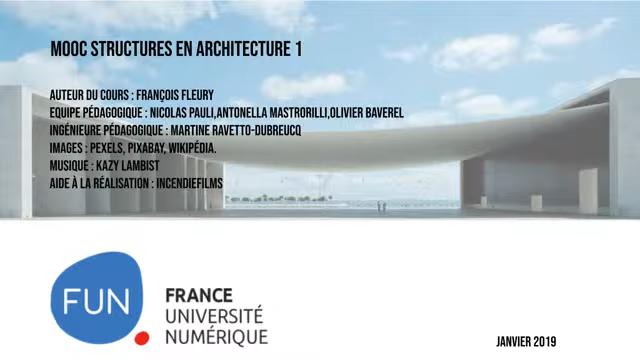 MOOC STRUCTURES EN ARCHITECTURE 1
AUTEUR DU COURS : FRANÇOIS FLEURY
EQUIPE PÉDAGOGIQUE : NICOLAS PAULI,ANTONELLA MASTRORILLI,OLIVIER BAVEREL
INGÉNIEURE PÉDAGOGIQUE : MARTINE RAVETTO-DUBREUCQ
IMAGES : PEXELS, PIXABAY, WIKIPÉDIA.
MUSIQUE : KAZY LAMBIST
AIDE À LA RÉALISATION : INCENDIEFILMS
FUN
FRANCE
UNIVERSITÉ
NUMÉRIQUE
JANVIER 2019